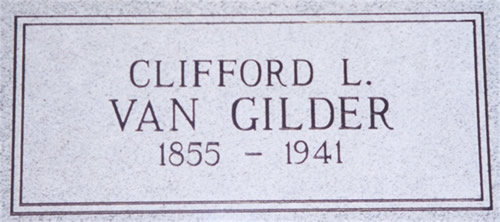 CLIFFORD L.
VAN GILDER
1855 - 1941